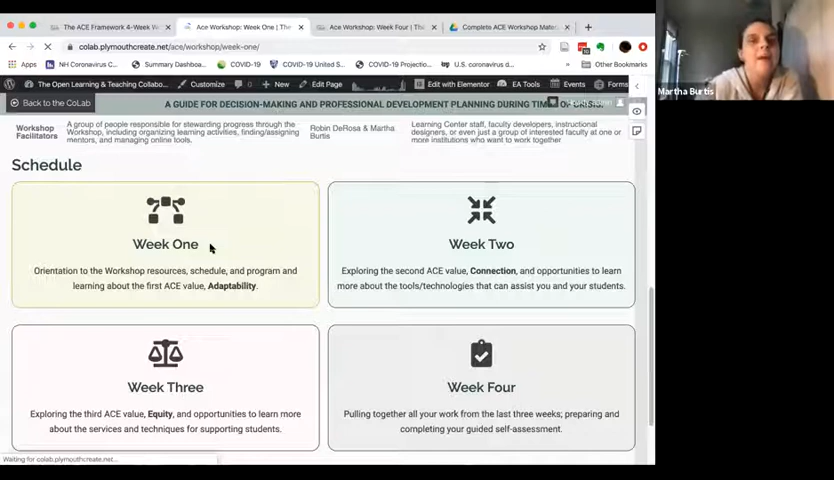 The ACE Framework 4-Week W
Ace Workshop: Week One | The
Ace Workshop: Week Four | The
Complete ACE Workshop Mater
colab.plymouthcreate.net/ace/workshop/week-one/
Apps
NH Coronavirus C...
Summary Dashboa...
COVID-19
COVID-19 United S...
COVID-19 Projectio...
U.S. coronavirus d...
Other Bookmarks
The Open Learning & Teaching Collabo...
Customize
New
Edit Page
Edit with Elementor
EA Tools
Events
Forms
Back to the CoLab
A GUIDE FOR DECISION-MAKING AND PROFESSIONAL DEVELOPMENT PLANNING DURING TIM
Workshop Facilitators
A group of people responsible for stewarding progress through the Workshop, including organizing learning activities, finding/assigning mentors, and managing online tools.
Robin DeRosa & Martha Burtis
Learning Center staff, faculty developers, instructional designers, or even just a group of interested faculty at one or more institutions who want to work together
Schedule
Week One
Orientation to the Workshop resources, schedule, and program and
learning about the first ACE value, Adaptability.
Week Two
Exploring the second ACE value, Connection, and opportunities to learn
more about the tools/technologies that can assist you and your students.
Week Three
Exploring the third ACE value, Equity, and opportunities to learn more
about the services and techniques for supporting students.
Week Four
Pulling together all your work from the last three weeks; preparing and
completing your guided self-assessment.
Waiting for colab.plymouthcreate.net...
Martha Burtis